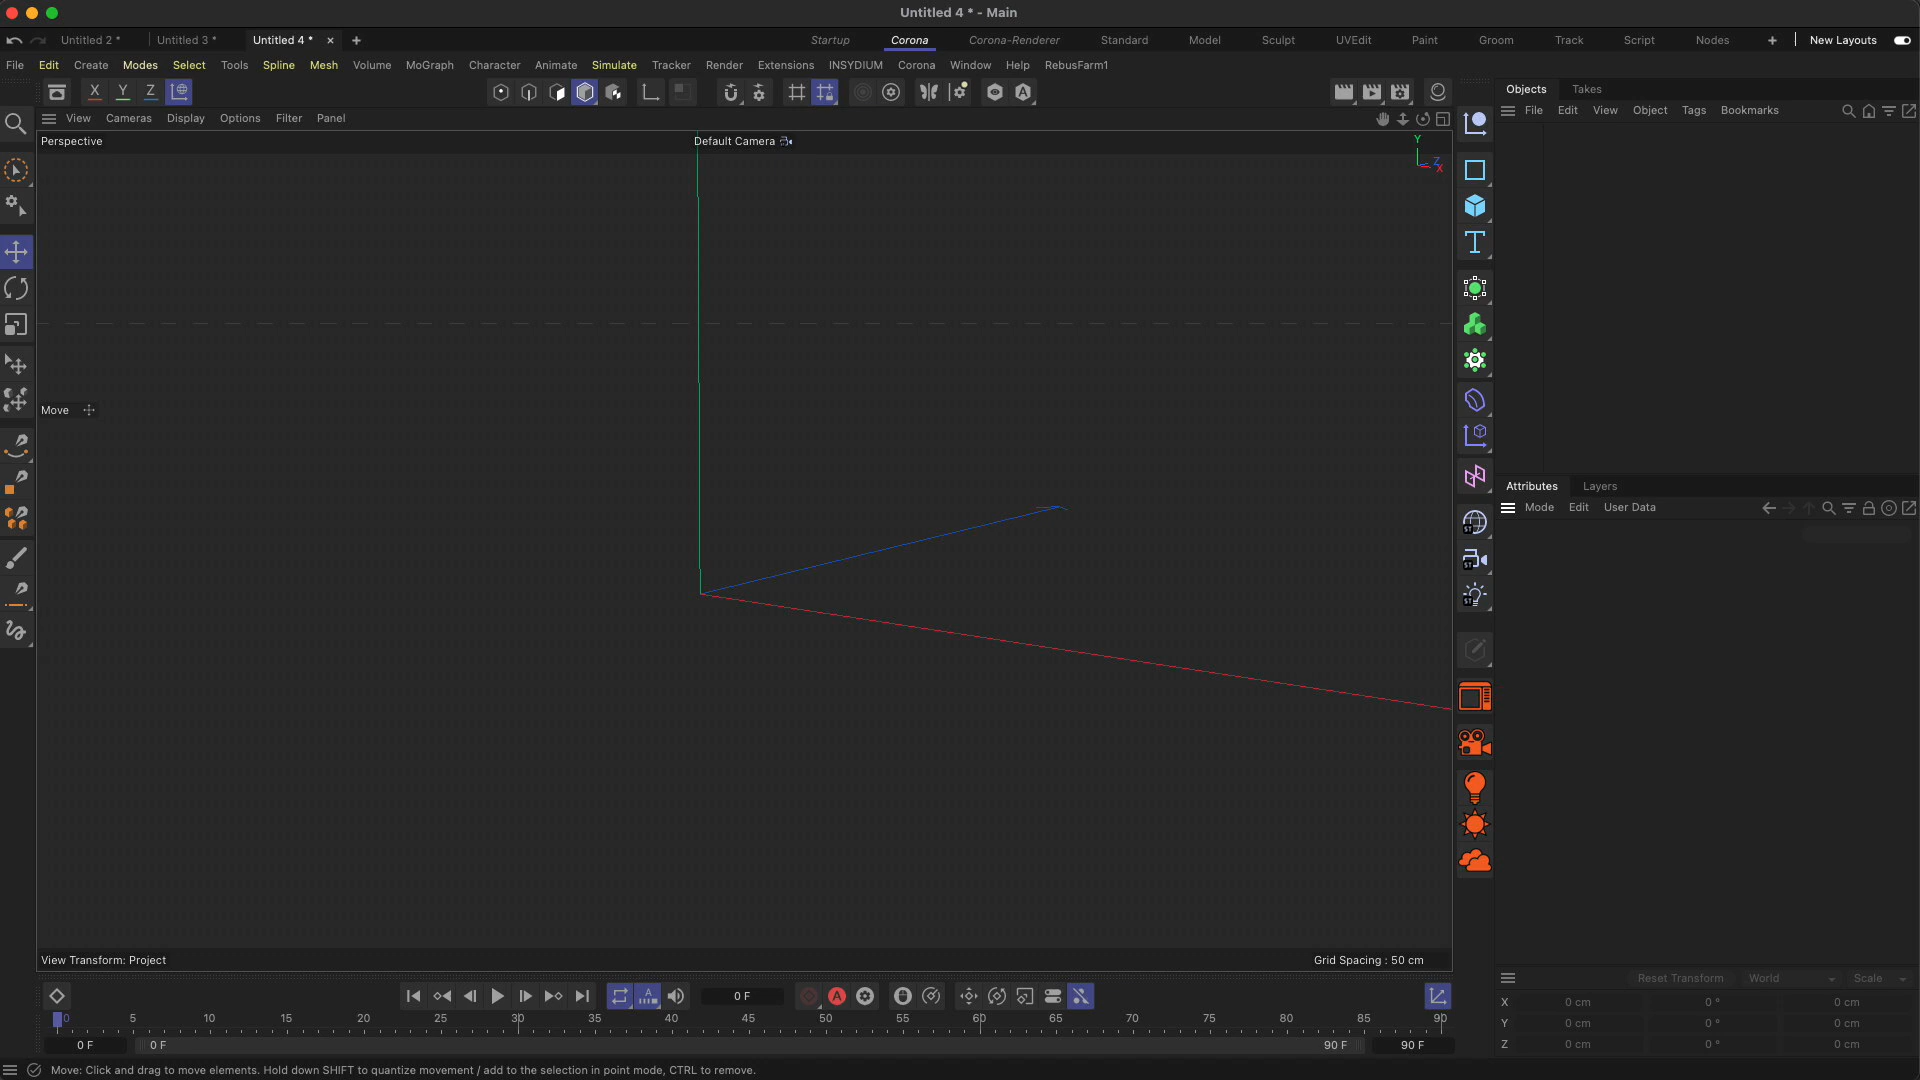 Untitled 4 * - Main
Untitled 2 *
Untitled 3 *
Untitled 4 *
Startup
Corona
Corona-Renderer
Standard
Model
Sculpt
UVEdit
Paint
Groom
Track
Script
Nodes
New Layouts
File
Edit
Create
Modes
Select
Tools
Spline
Mesh
Volume
MoGraph
Character
Animate
Simulate
Tracker
Render
Extensions
INSYDIUM
Corona
Window
Help
RebusFarm1
X
Y
Z
A
Objects
Takes
File
Edit
View
Object
Tags
Bookmarks
View
Cameras
Display
Options
Filter
Panel
Perspective
Default Camera
Y
Z
X
Move
Attributes
Layers
Mode
Edit
User Data
ST
ST
ST
View Transform: Project
Grid Spacing : 50 cm
Reset Transform
World
Scale
A
0 F
A
0
5
10
15
20
25
30
35
40
45
50
55
60
65
70
75
80
85
90
0 F
0 F
90 F
90 F
X
0 cm
0 °
0 cm
Y
0 cm
0 °
0 cm
Z
0 cm
0 °
0 cm
Move: Click and drag to move elements. Hold down SHIFT to quantize movement / add to the selection in point mode, CTRL to remove.